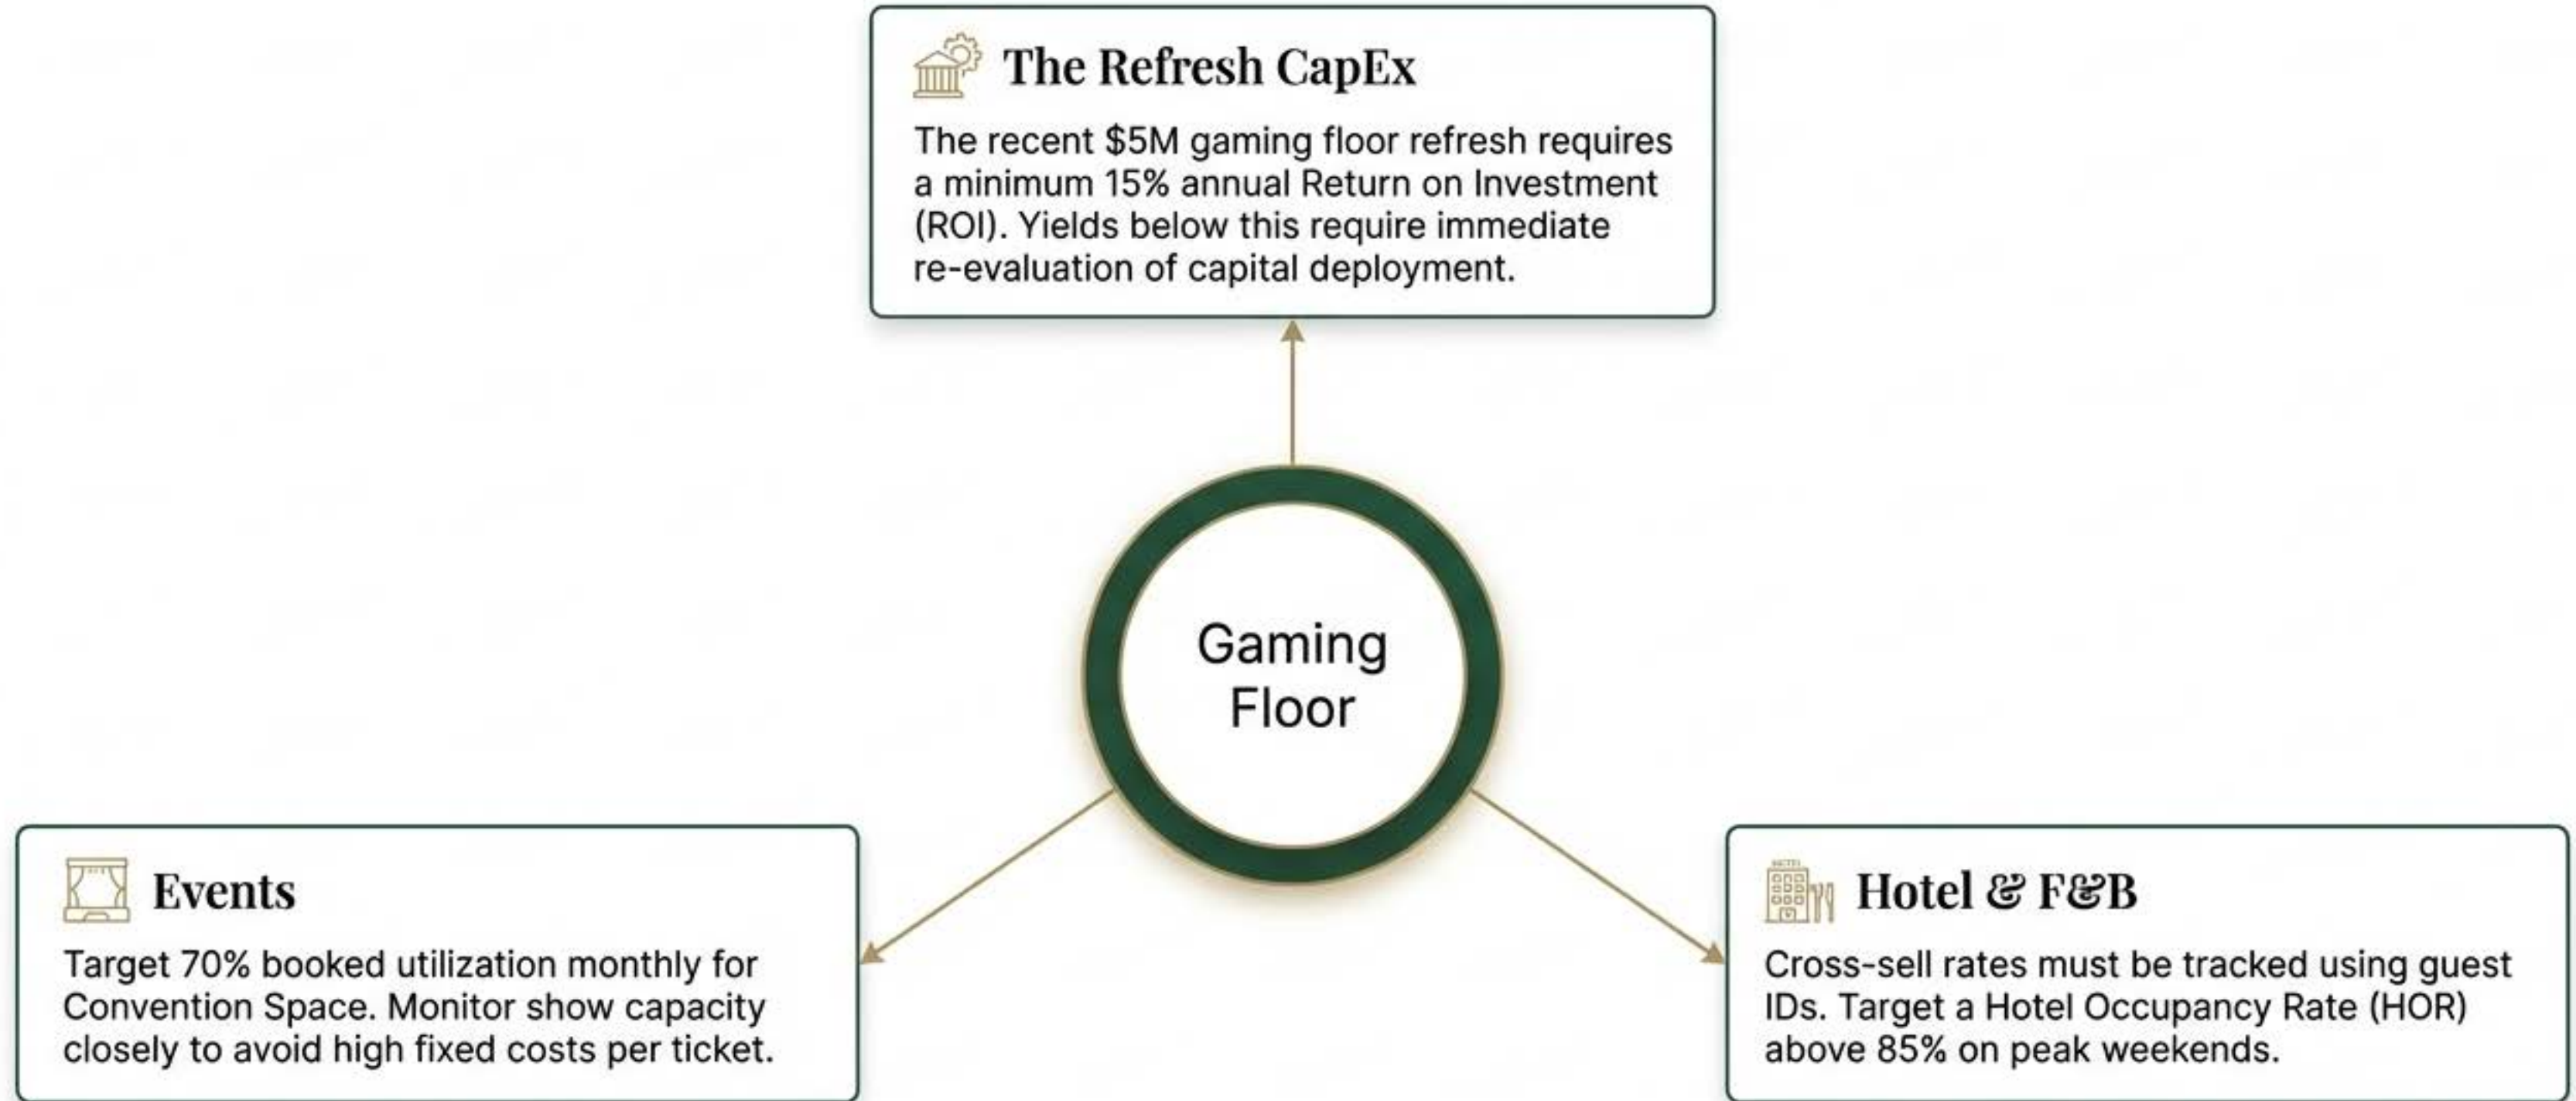 The Refresh CapEx
The recent $5M gaming floor refresh requires
a minimum 15% annual Return on Investment
(ROI). Yields below this require immediate
re-evaluation of capital deployment.
Gaming
Floor
Events
Target 70% booked utilization monthly for
Convention Space. Monitor show capacity
closely to avoid high fixed costs per ticket.
Hotel & F&B
Cross-sell rates must be tracked using guest
IDs. Target a Hotel Occupancy Rate (HOR)
above 85% on peak weekends.